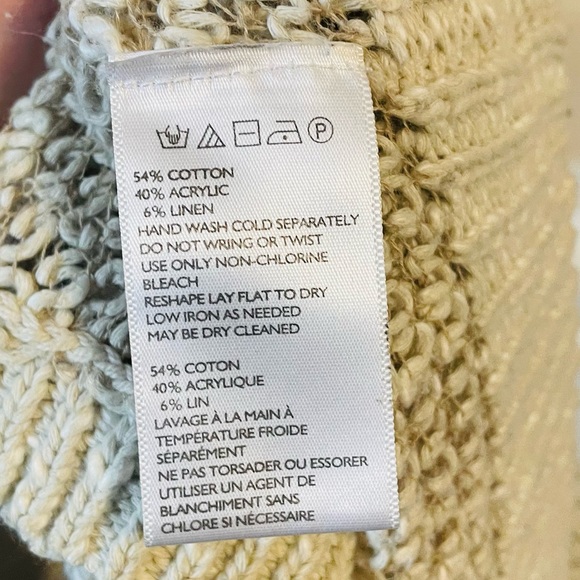 P
54% COTTON
40% ACRYLIC
6% LINEN
HAND WASH COLD SEPARATELY
DO NOT WRING OR TWIST
USE ONLY NON-CHLORINE
BLEACH
RESHAPE LAY FLAT TO DRY
LOW IRON AS NEEDED
MAY BE DRY CLEANED
54% COTON
40% ACRYLIQUE
6% LIN
LAVAGE À LA MAIN À
TEMPÉRATURE FROIDE
SÉPARÉMENT
NE PAS TORSADER OU ESSORER
UTILISER UN AGENT DE
BLANCHIMENT SANS
CHLORE SI NÉCESSAIRE